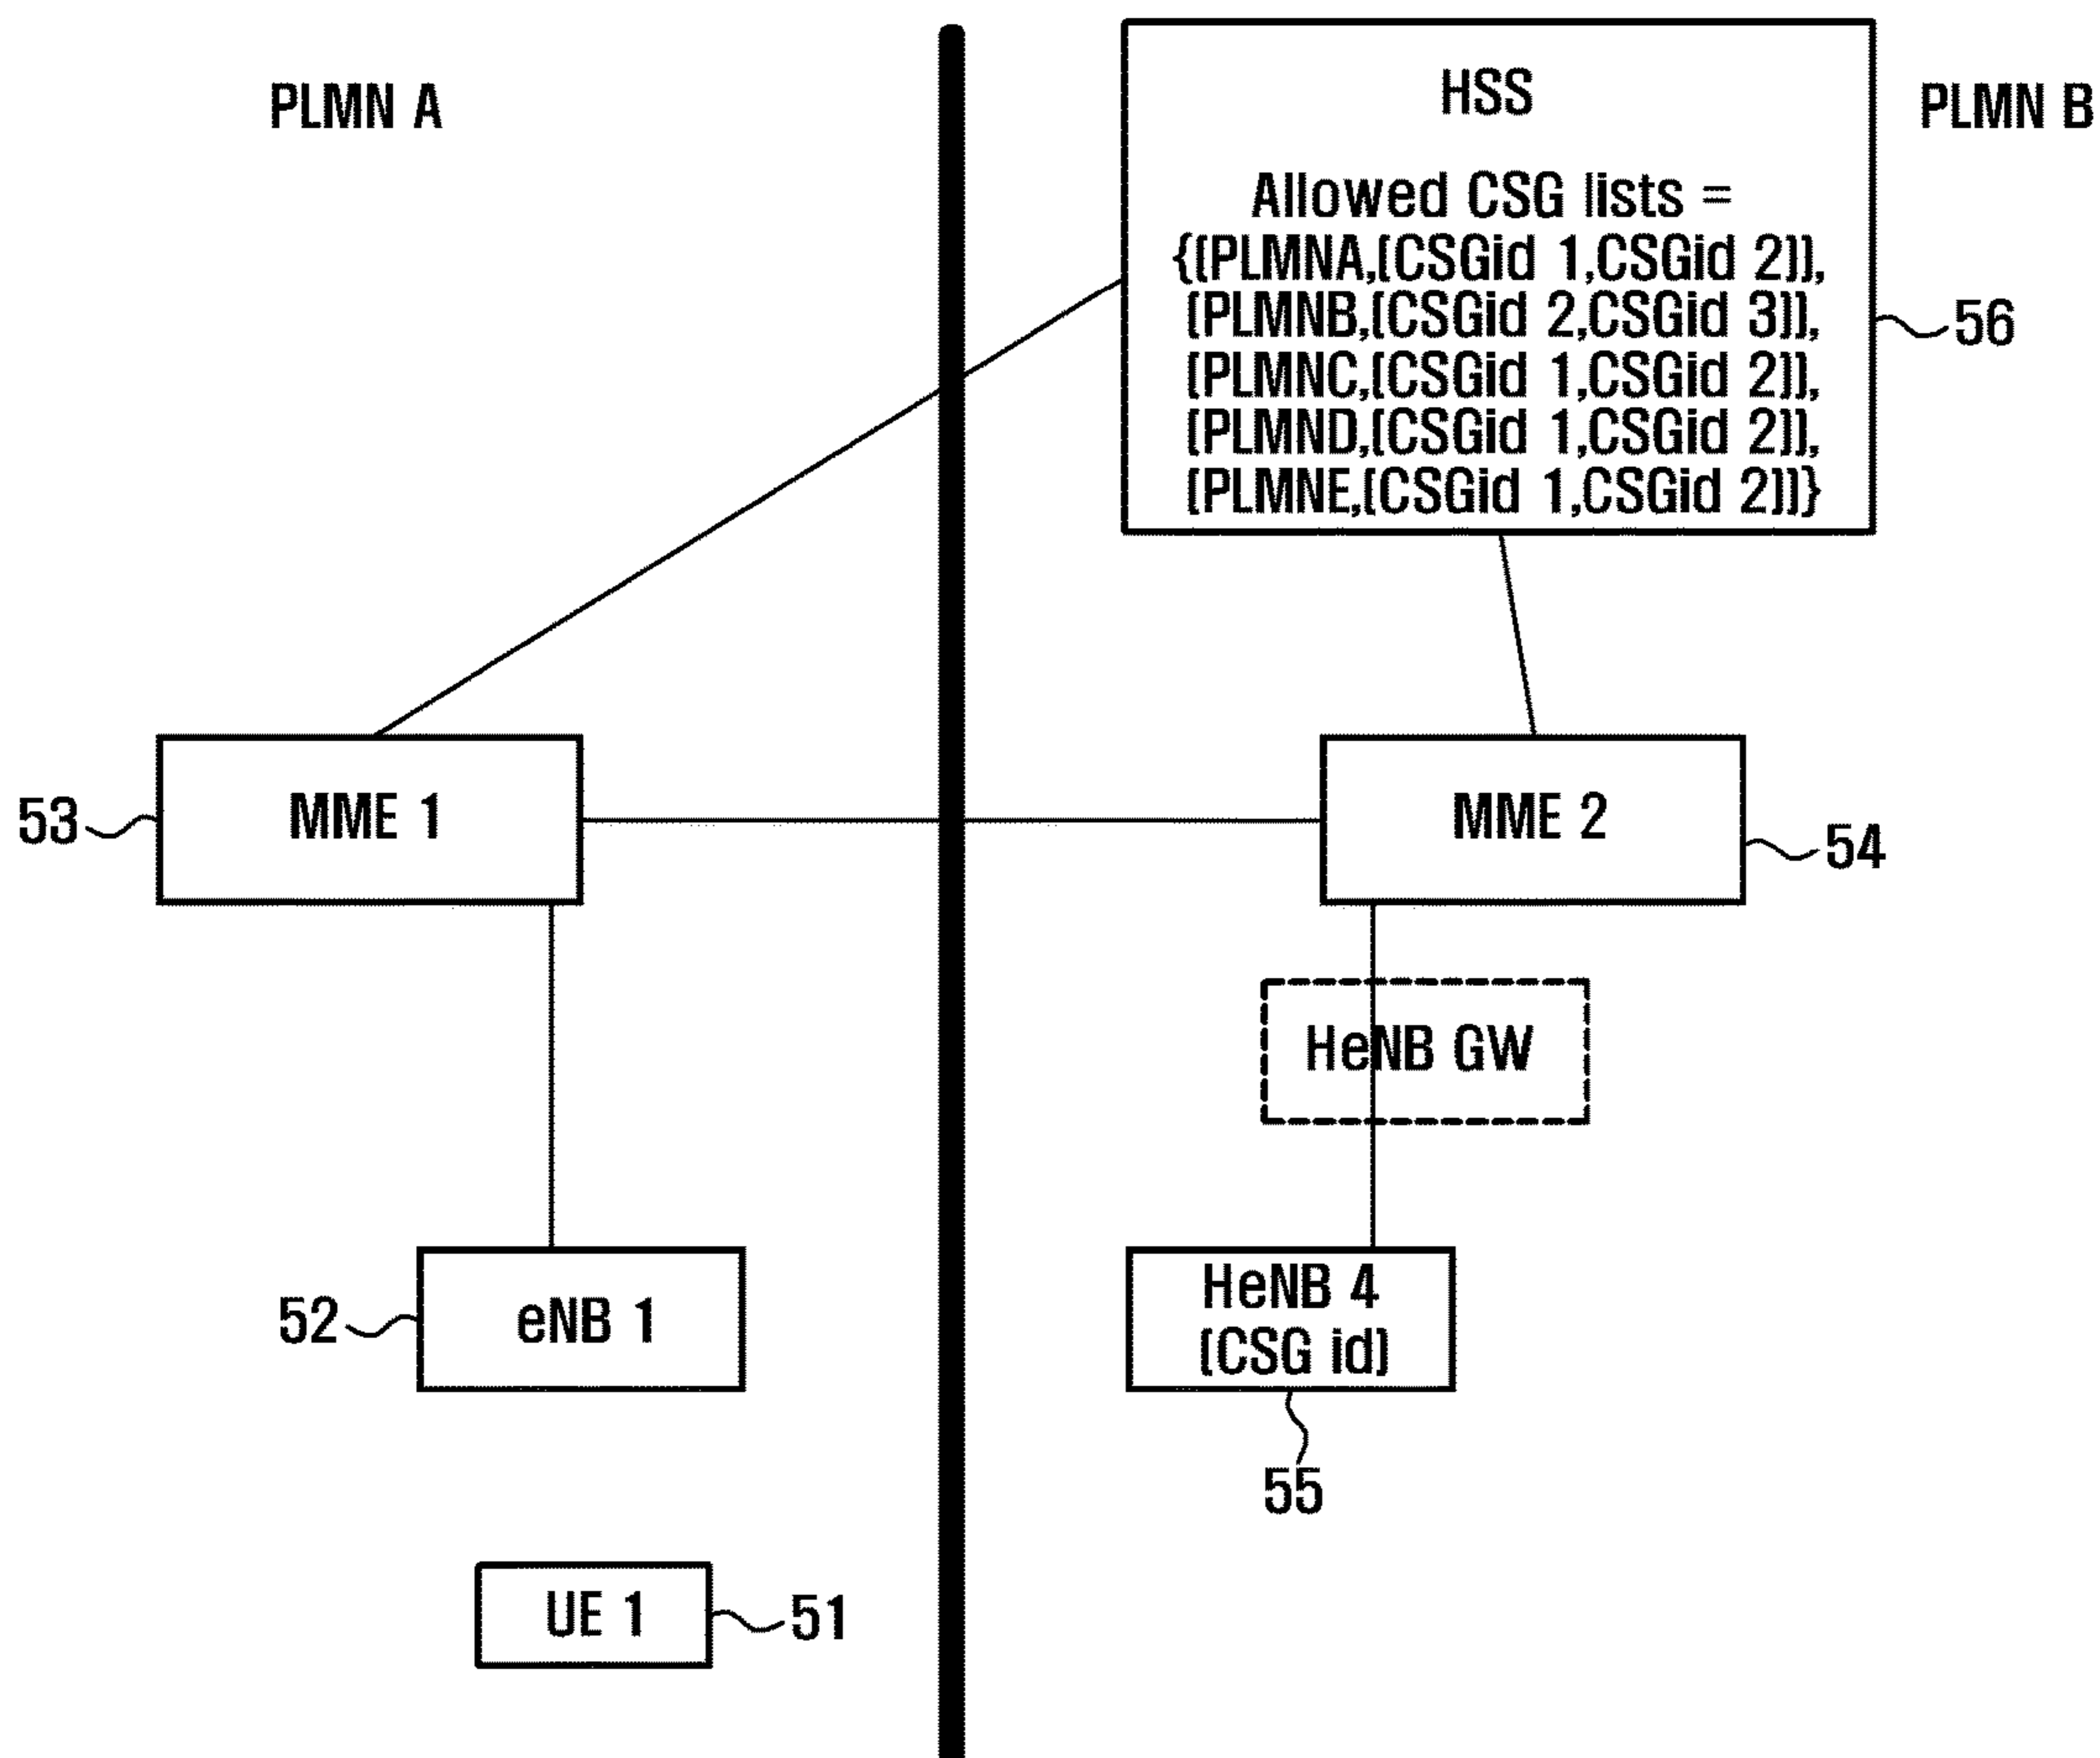 PLMN A
HSS
PLMN B
Allowed CSG lists =
{(PLMNA,(CSGid 1,CSGid 2)),
(PLMNB,(CSGid 2,CSGid 3)),
(PLMNC,(CSGid 1,CSGid 2)),
(PLMND,(CSGid 1,CSGid 2)),
(PLMNE,(CSGid 1,CSGid 2))}
56
53
MME 1
MME 2
54
HeNB GW
52
eNB 1
HeNB 4
(CSG id)
55
UE 1
51